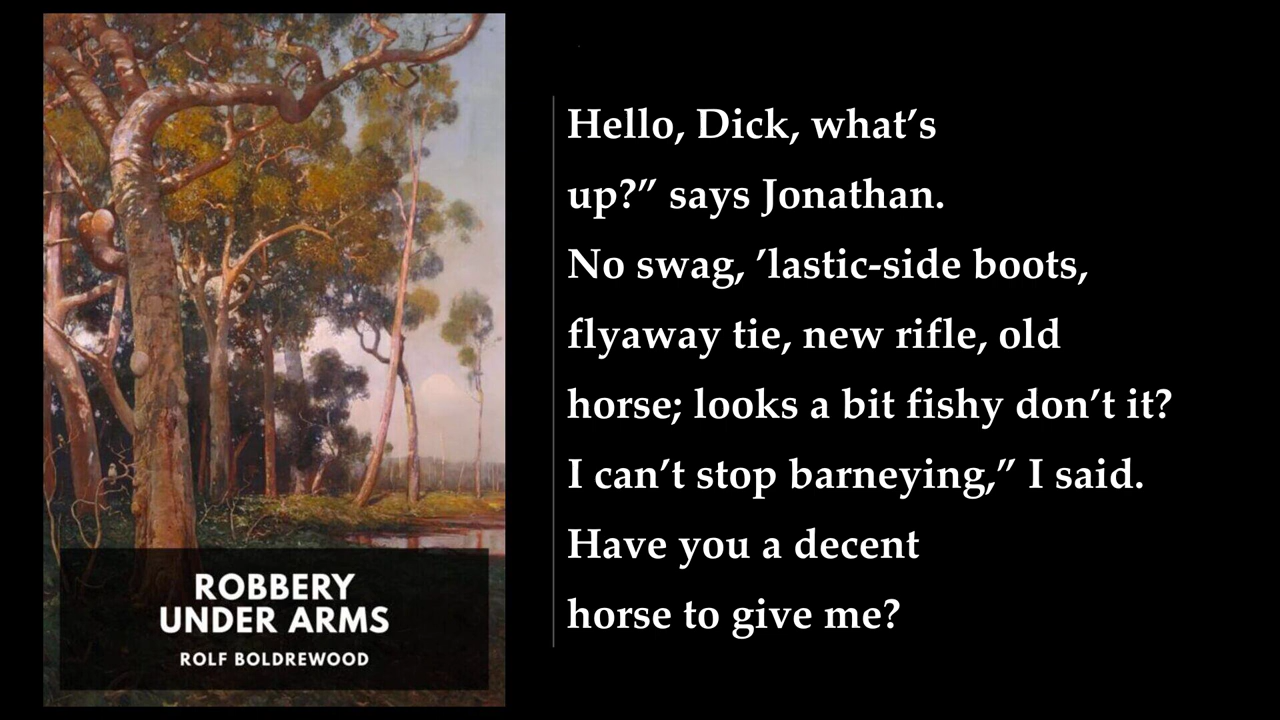 ROBBERY
UNDER ARMS
ROLF BOLDREWOOD
Hello, Dick, what’s
up?” says Jonathan.
No swag, ’lastic-side boots,
flyaway tie, new rifle, old
horse; looks a bit fishy don’t it?
I can’t stop barneying,” I said.
Have you a decent
horse to give me?